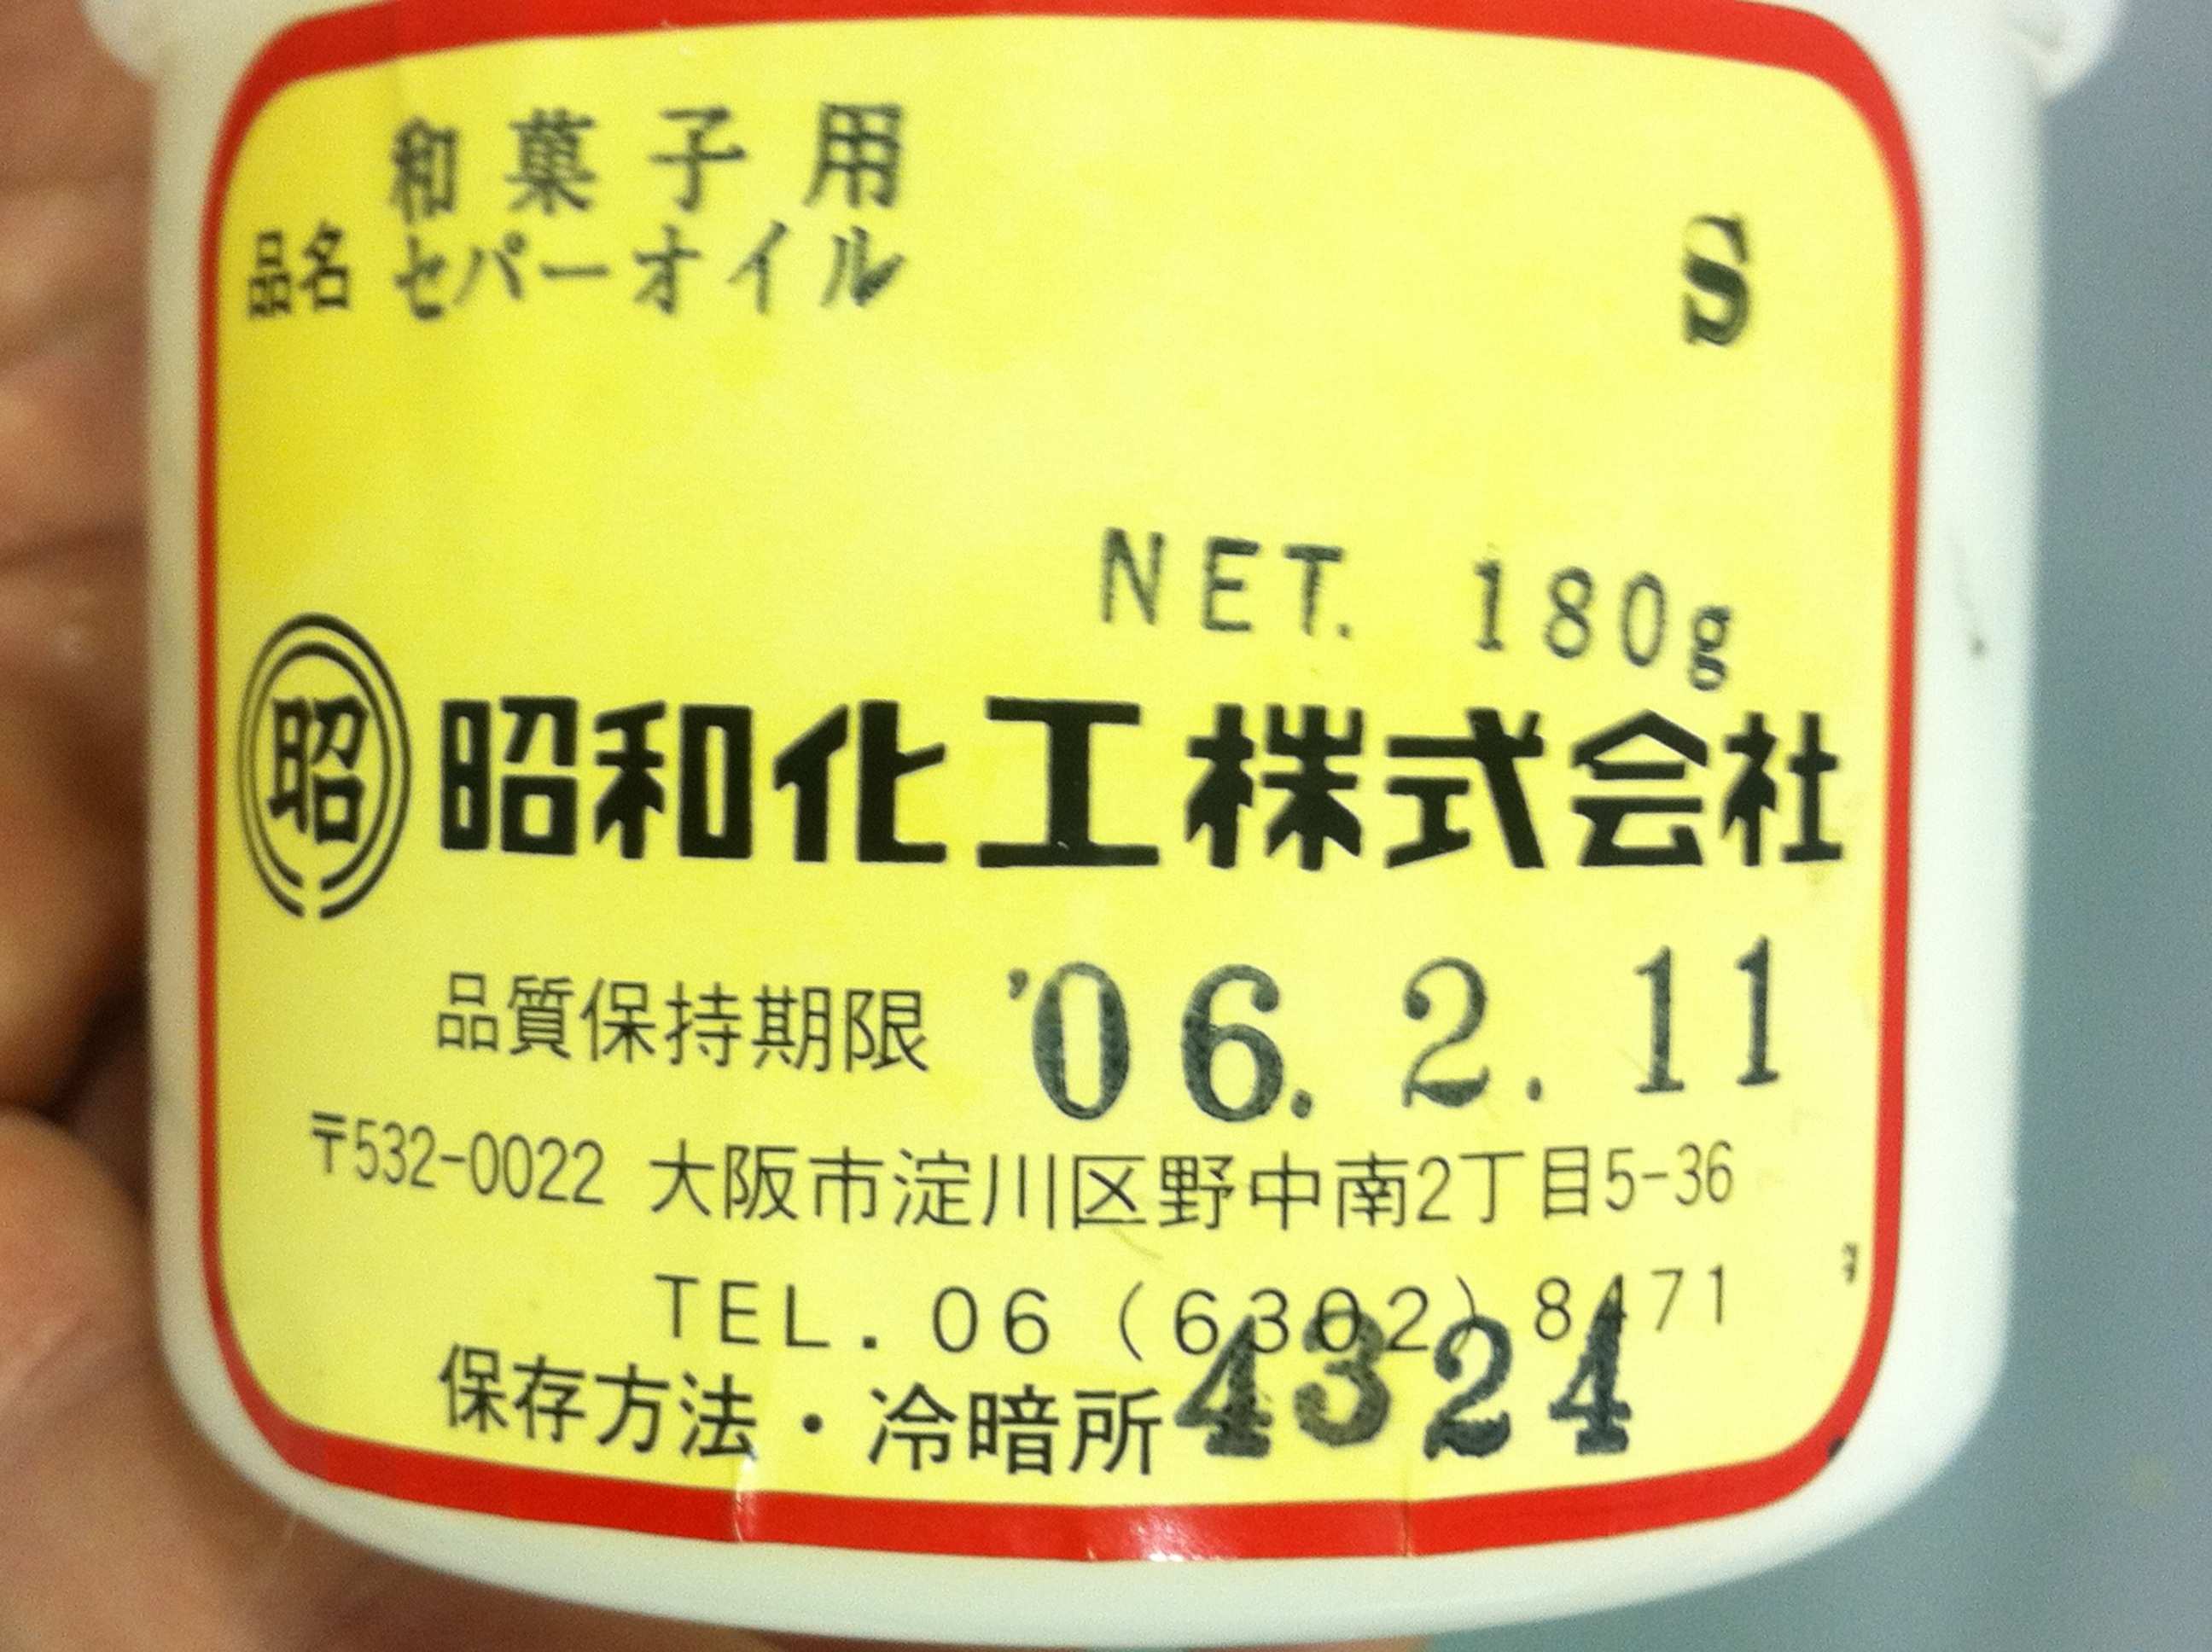 和菓子用
品名 セパーオイル
S
NET. 180g
昭 昭和化工株式会社
品質保持期限 '06. 2. 11
〒532-0022 大阪市淀川区野中南2丁目5-36
TEL. 06 (6302) 8471
保存方法・冷暗所 4324